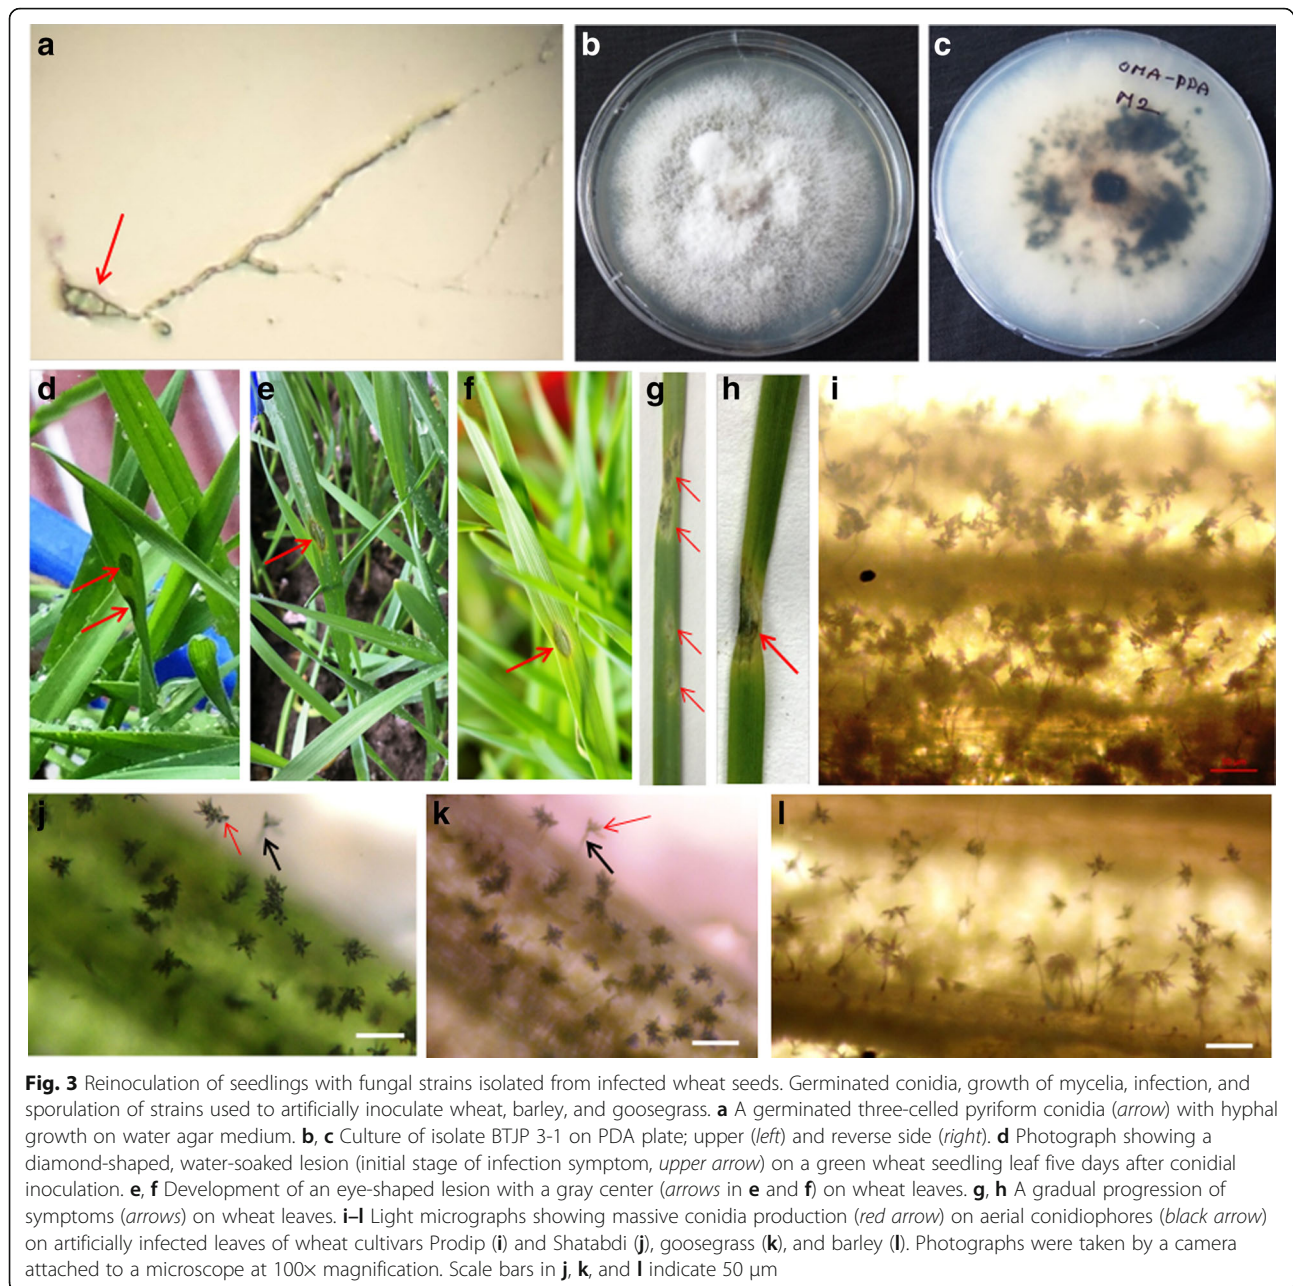 a
b
c
OMA-PDA
M2
d
e
f
g
h
i
j
k
l
Fig. 3 Reinoculation of seedlings with fungal strains isolated from infected wheat seeds. Germinated conidia, growth of mycelia, infection, and
sporulation of strains used to artificially inoculate wheat, barley, and goosegrass. a A germinated three-celled pyriform conidia (arrow) with hyphal
growth on water agar medium. b, c Culture of isolate BTJP 3-1 on PDA plate; upper (left) and reverse side (right). d Photograph showing a
diamond-shaped, water-soaked lesion (initial stage of infection symptom, upper arrow) on a green wheat seedling leaf five days after conidial
inoculation. e, f Development of an eye-shaped lesion with a gray center (arrows in e and f) on wheat leaves. g, h A gradual progression of
symptoms (arrows) on wheat leaves. i–l Light micrographs showing massive conidia production (red arrow) on aerial conidiophores (black arrow)
on artificially infected leaves of wheat cultivars Prodip (i) and Shatabdi (j), goosegrass (k), and barley (l). Photographs were taken by a camera
attached to a microscope at 100× magnification. Scale bars in j, k, and l indicate 50 μm